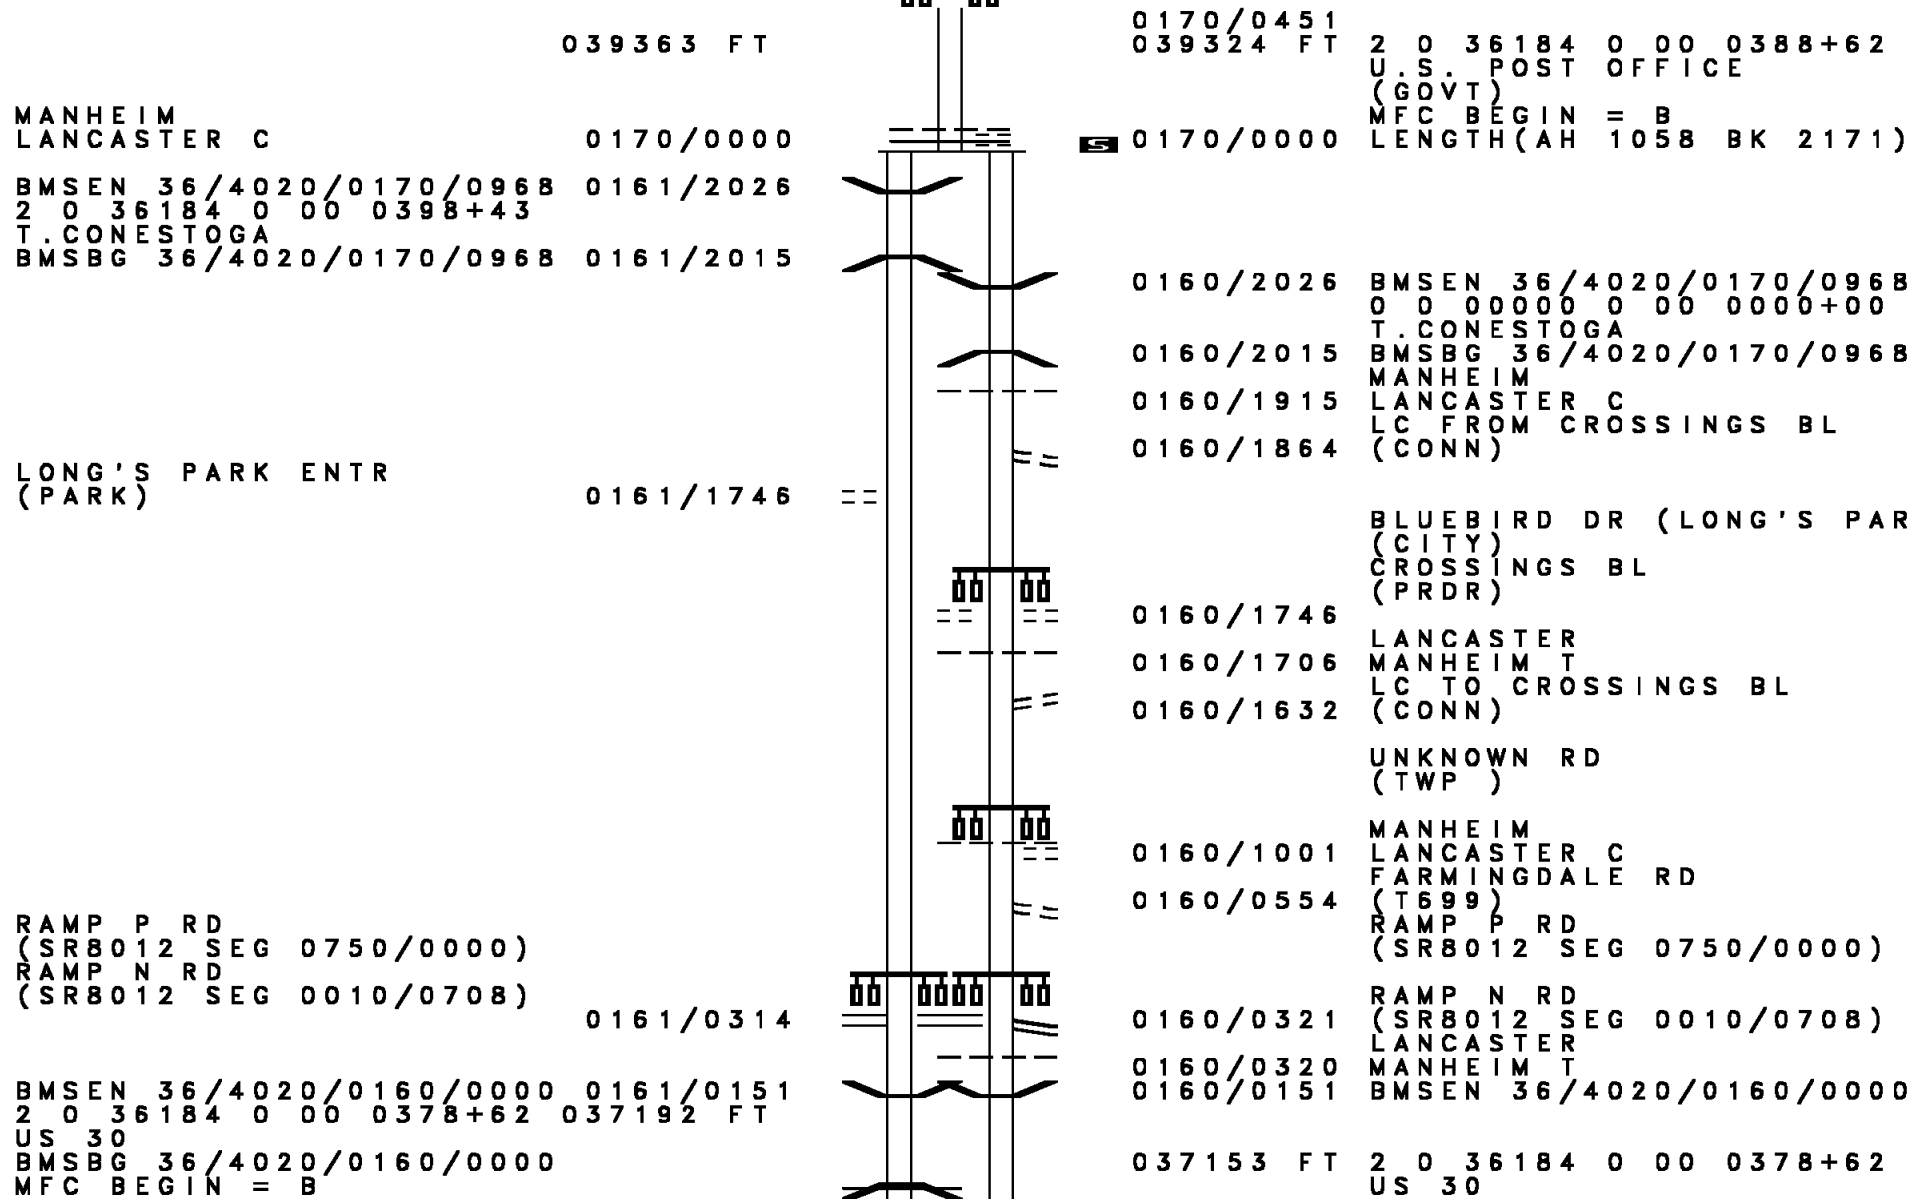 0170/0451
039363 FT 039324 FT 2 0 36184 0 00 0388+62
U.S. POST OFFICE
(GOVT)
MANHEIM MFC BEGIN = B
LANCASTER C 0170/0000 S 0170/0000 LENGTH(AH 1058 BK 2171)
BMSEN 36/4020/0170/0968 0161/2026
2 0 36184 0 00 0398+43
T.CONESTOGA
BMSBG 36/4020/0170/0968 0161/2015
0160/2026 BMSEN 36/4020/0170/0968
0 0 00000 0 00 0000+00
T.CONESTOGA
0160/2015 BMSBG 36/4020/0170/0968
MANHEIM
0160/1915 LANCASTER C
LC FROM CROSSINGS BL
0160/1864 (CONN)
LONG'S PARK ENTR
(PARK) 0161/1746
BLUEBIRD DR (LONG'S PAR
(CITY)
CROSSINGS BL
(PRDR)
0160/1746
LANCASTER
0160/1706 MANHEIM T
LC TO CROSSINGS BL
0160/1632 (CONN)
UNKNOWN RD
(TWP )
MANHEIM
0160/1001 LANCASTER C
FARMINGDALE RD
0160/0554 (T699)
RAMP P RD RAMP P RD
(SR8012 SEG 0750/0000) (SR8012 SEG 0750/0000)
RAMP N RD
(SR8012 SEG 0010/0708) RAMP N RD
0161/0314 0160/0321 (SR8012 SEG 0010/0708)
LANCASTER
0160/0320 MANHEIM T
BMSEN 36/4020/0160/0000 0161/0151 0160/0151 BMSEN 36/4020/0160/0000
2 0 36184 0 00 0378+62 037192 FT
US 30
BMSBG 36/4020/0160/0000 037153 FT 2 0 36184 0 00 0378+62
MFC BEGIN = B US 30